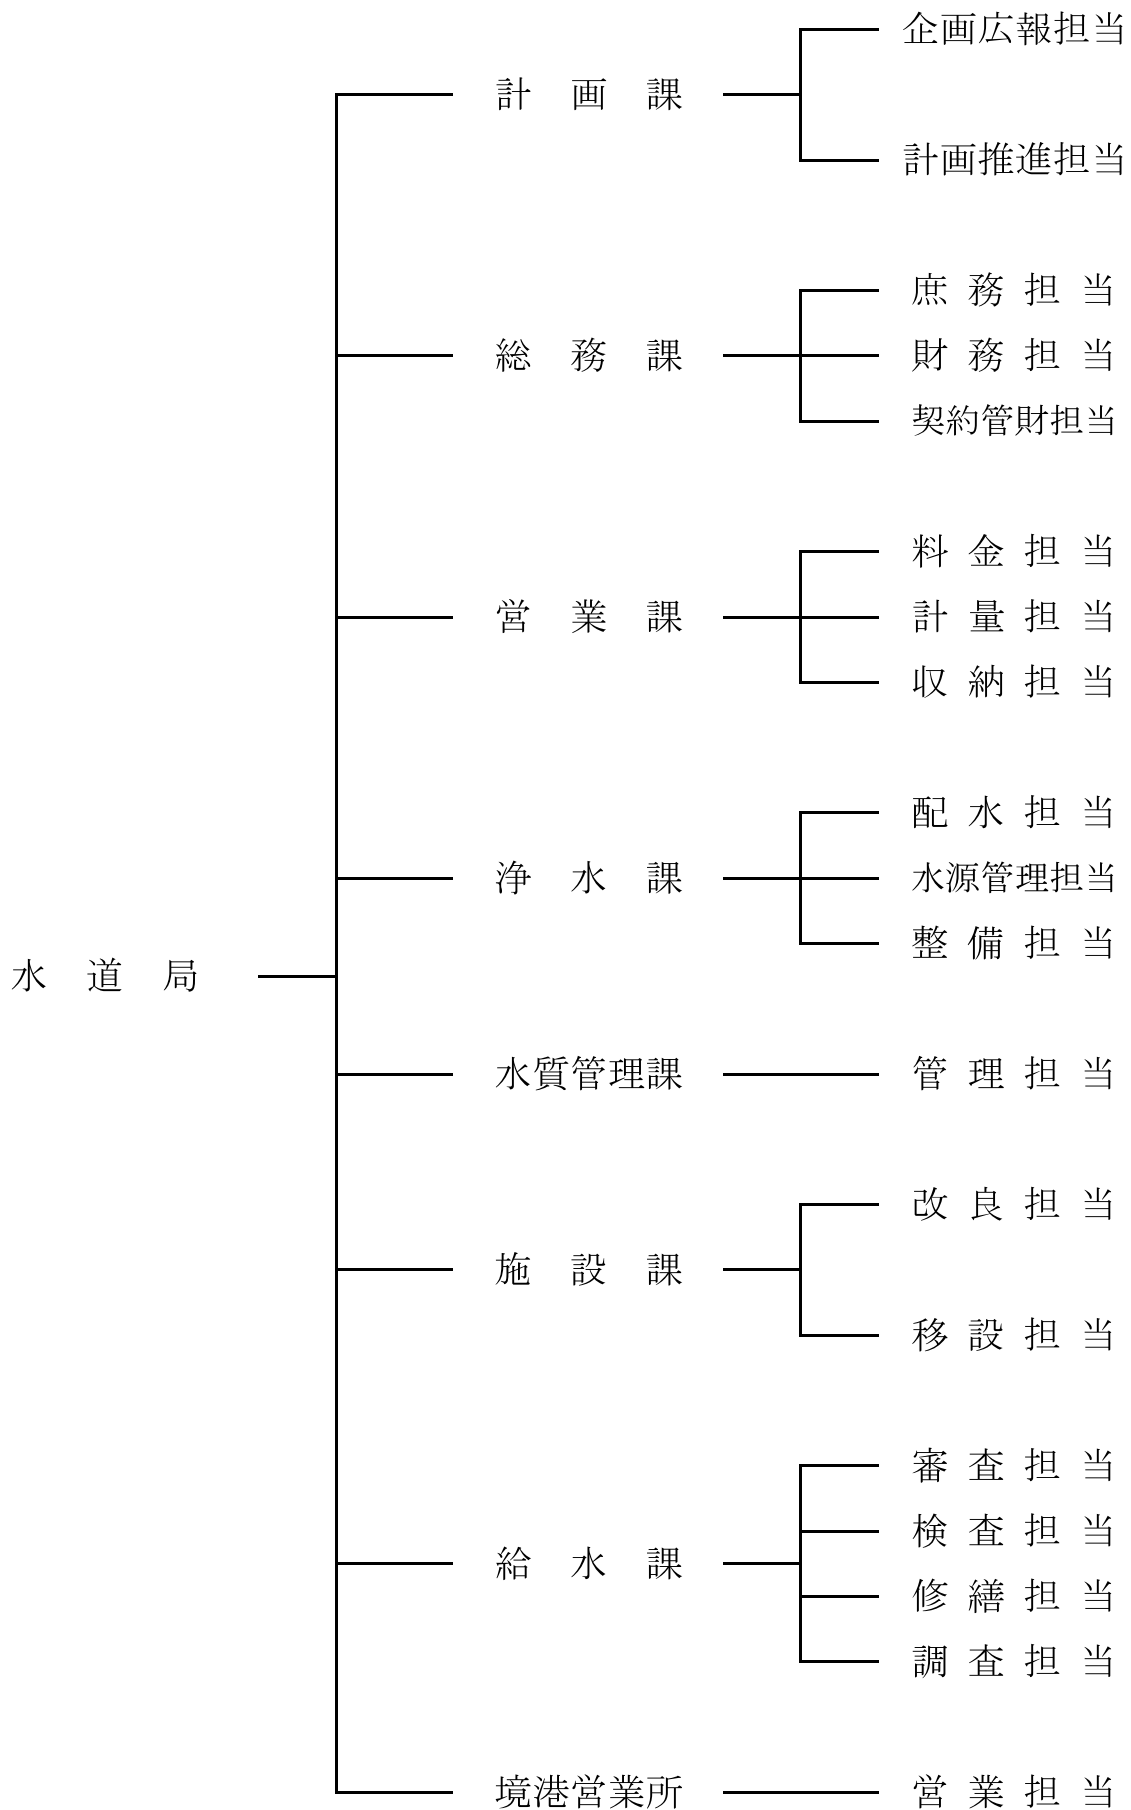 水道局
計画課
企画広報担当
計画推進担当
総務課
庶務担当
財務担当
契約管財担当
営業課
料金担当
計量担当
収納担当
浄水課
配水担当
水源管理担当
整備担当
水質管理課
管理担当
施設課
改良担当
移設担当
給水課
審査担当
検査担当
修繕担当
調査担当
境港営業所
営業担当